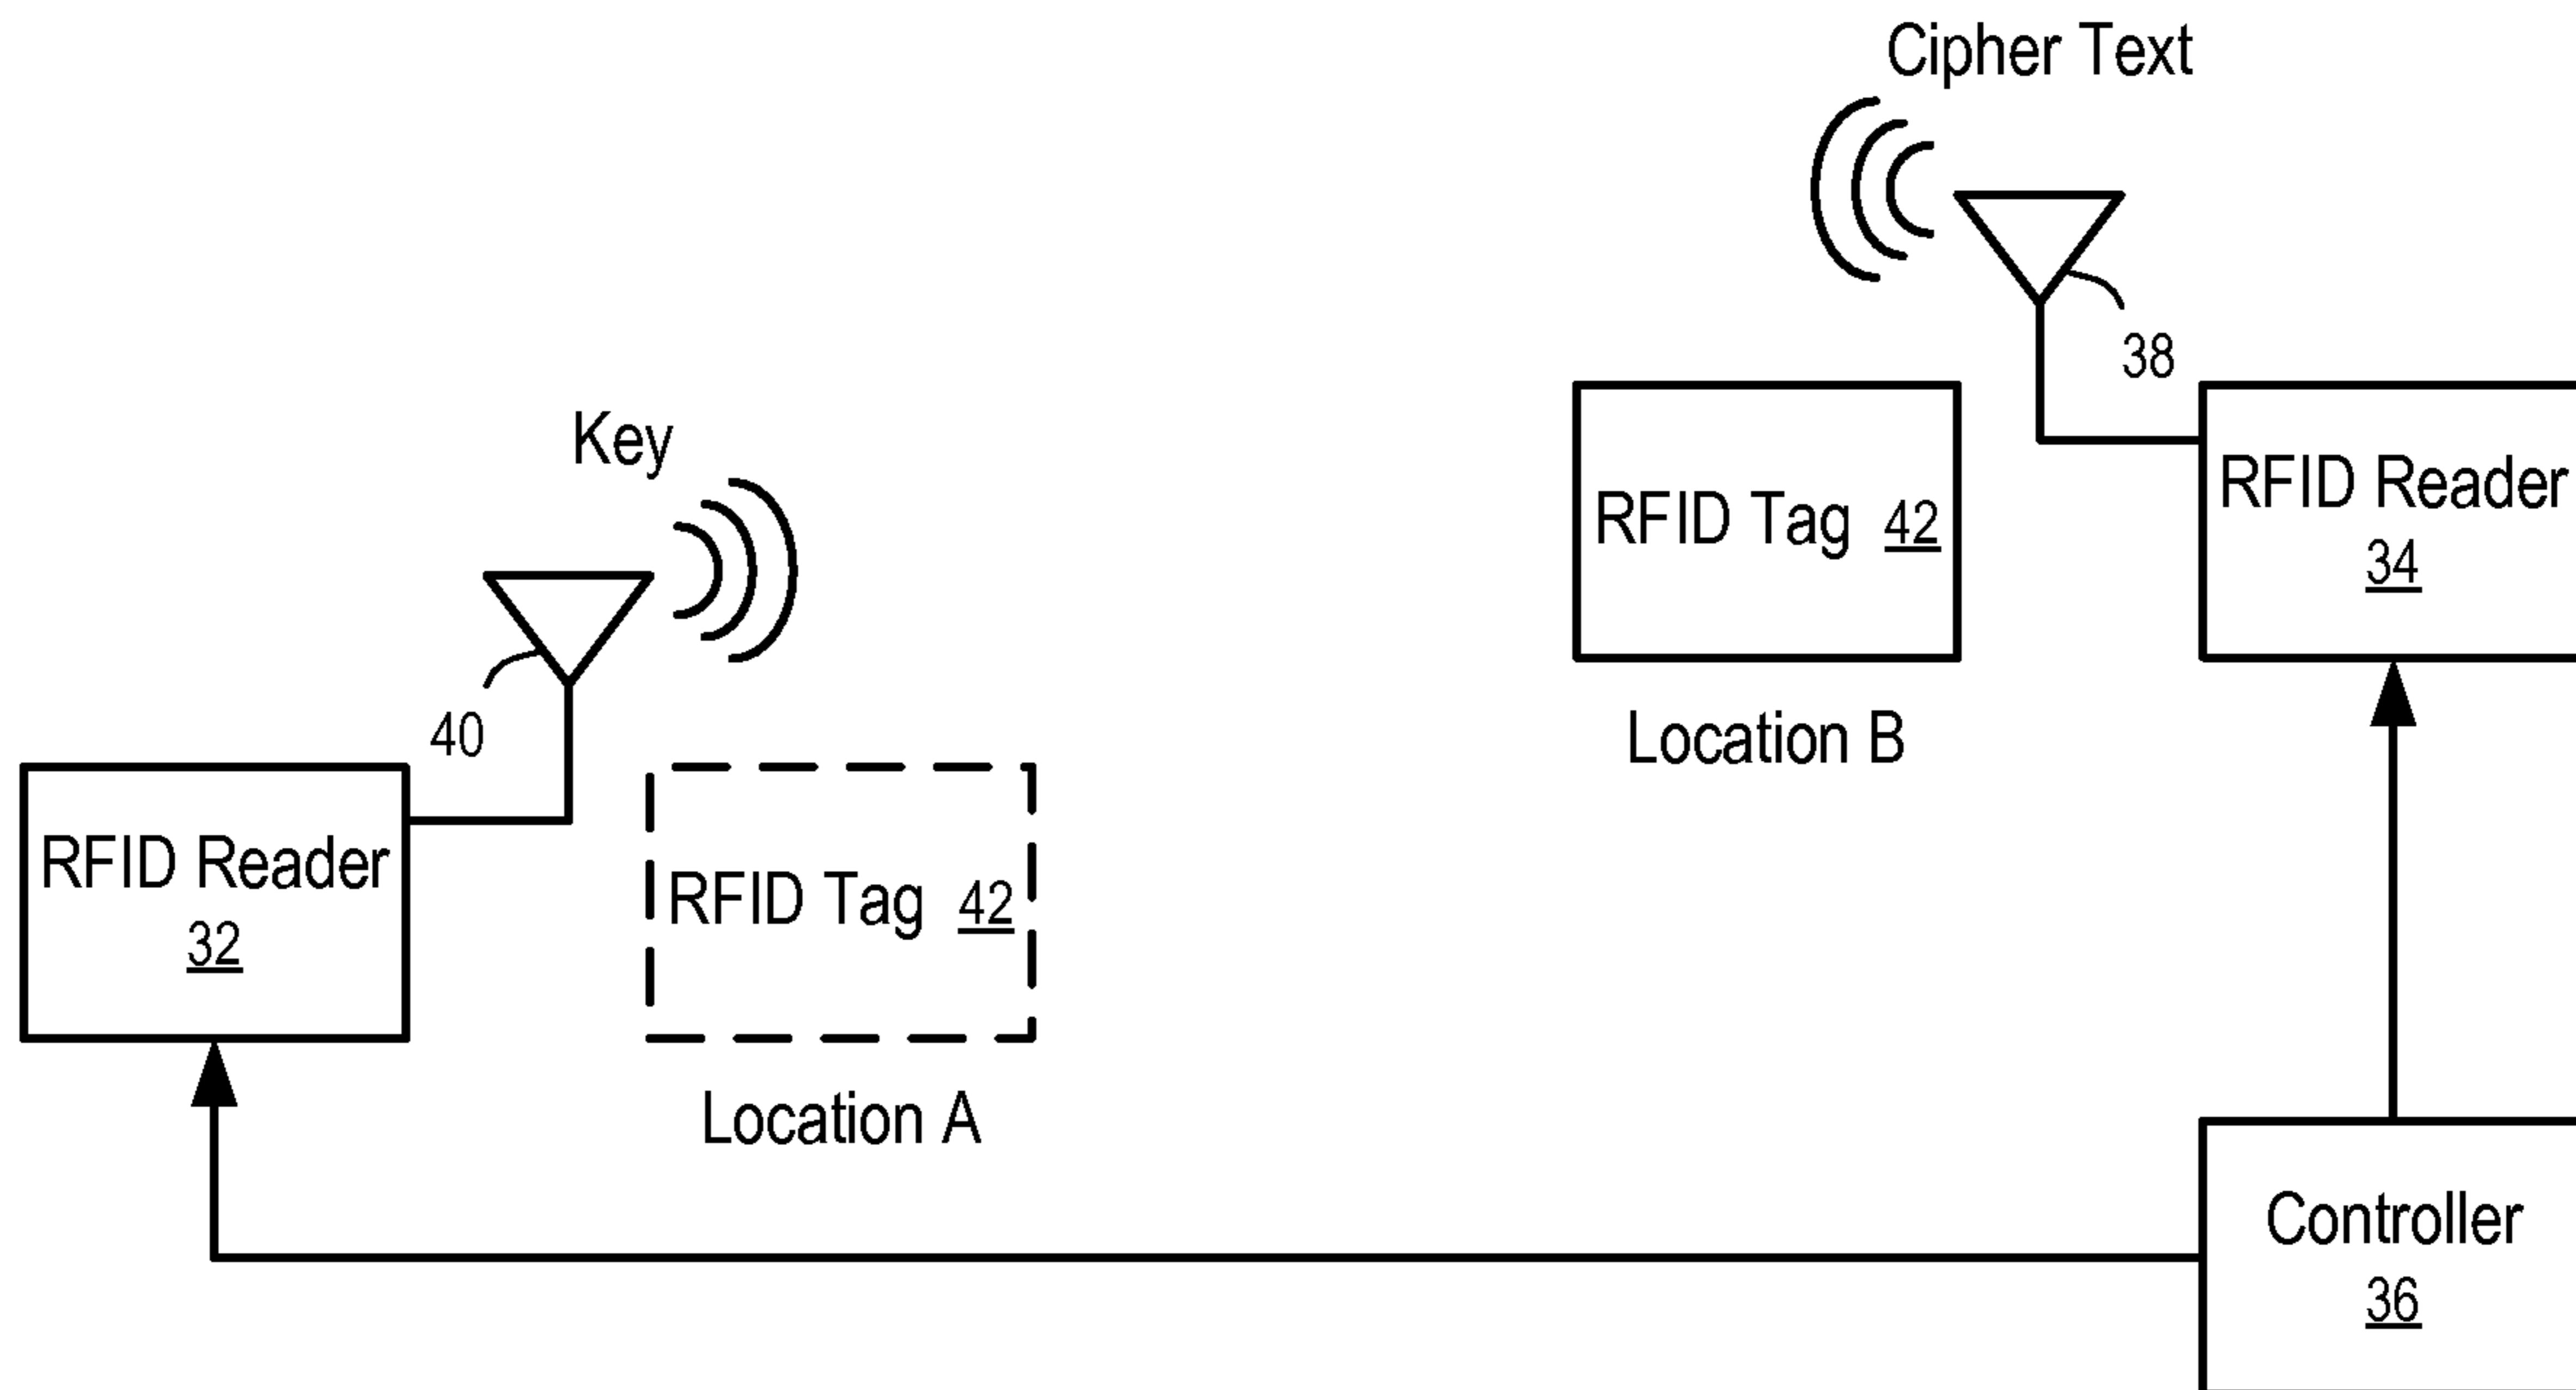 Cipher Text
38
Key
RFID Tag 42
RFID Reader
34
40
Location B
RFID Reader
32
RFID Tag 42
Location A
Controller
36